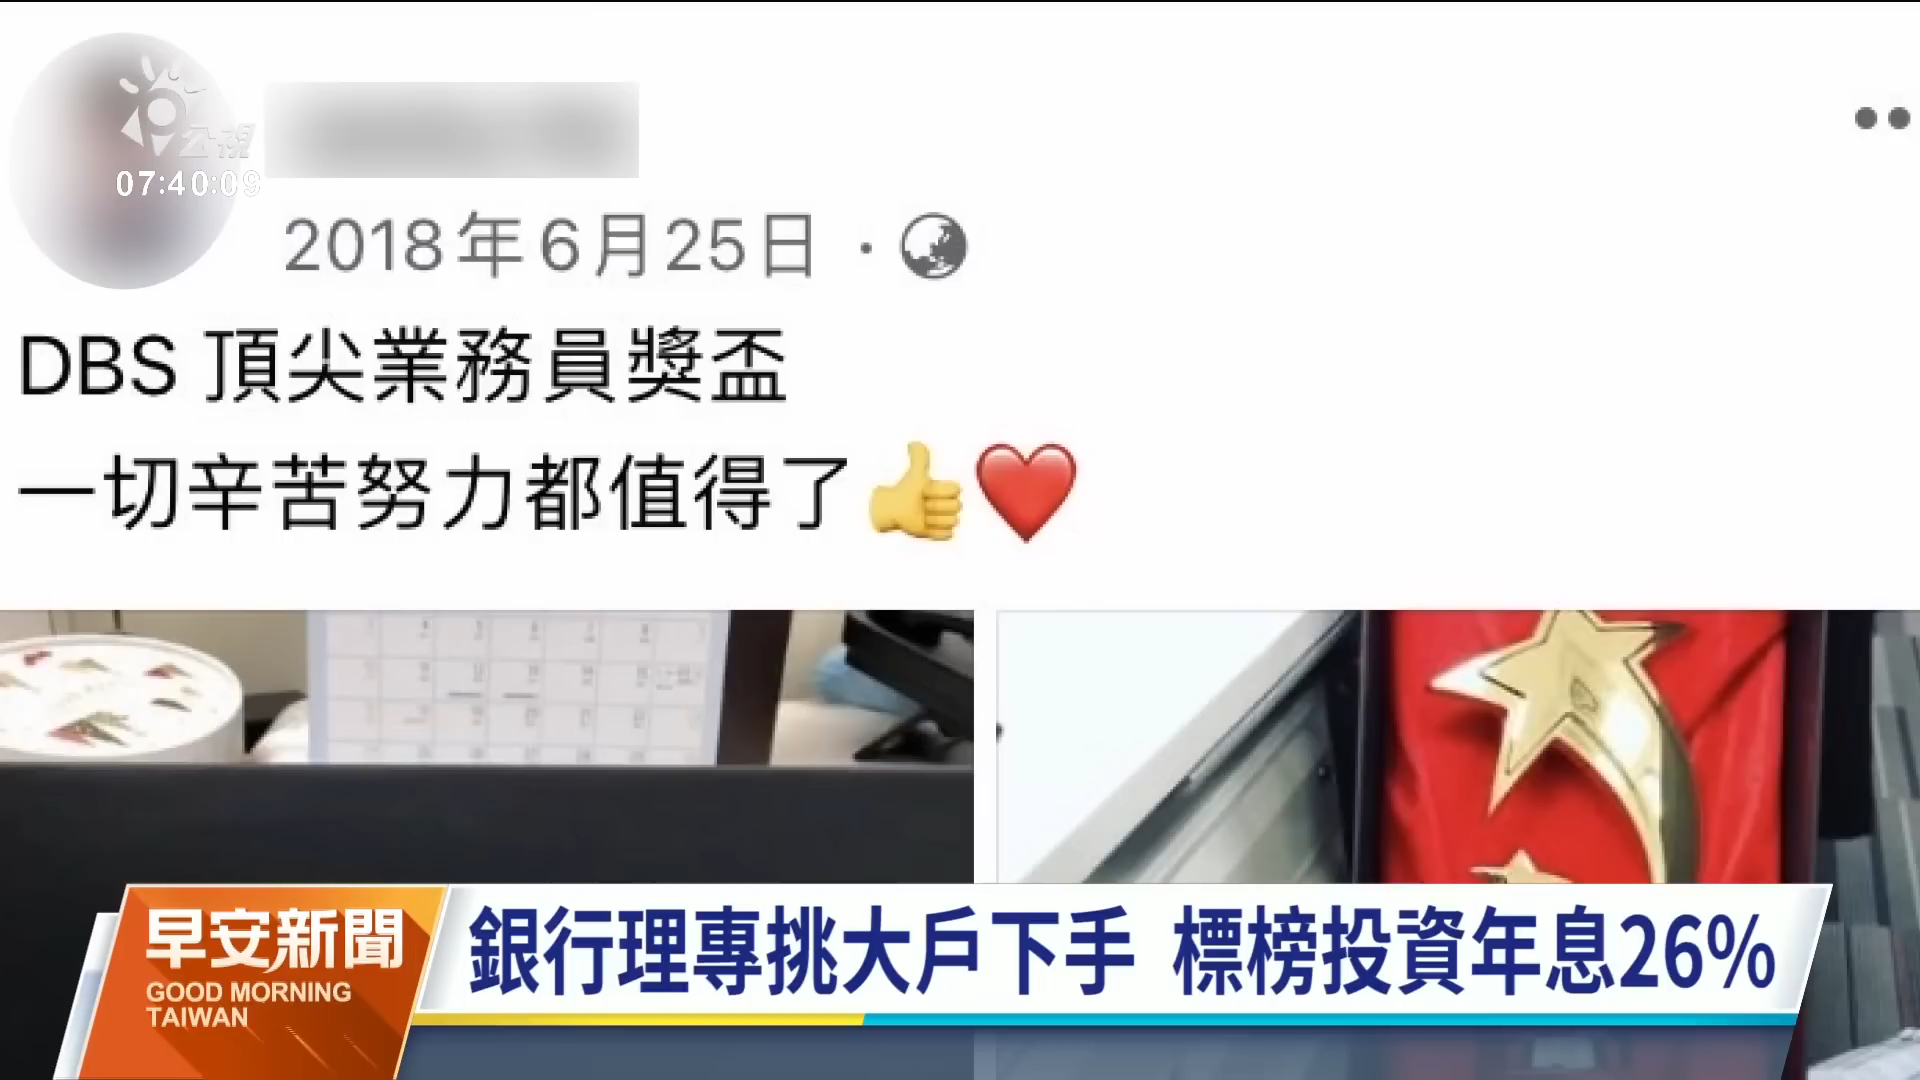 公視
07:40:09
2018年6月25日
DBS 頂尖業務員獎盃
一切辛苦努力都值得了👍❤️
早安新聞
GOOD MORNING
TAIWAN
銀行理專挑大戶下手 標榜投資年息26%